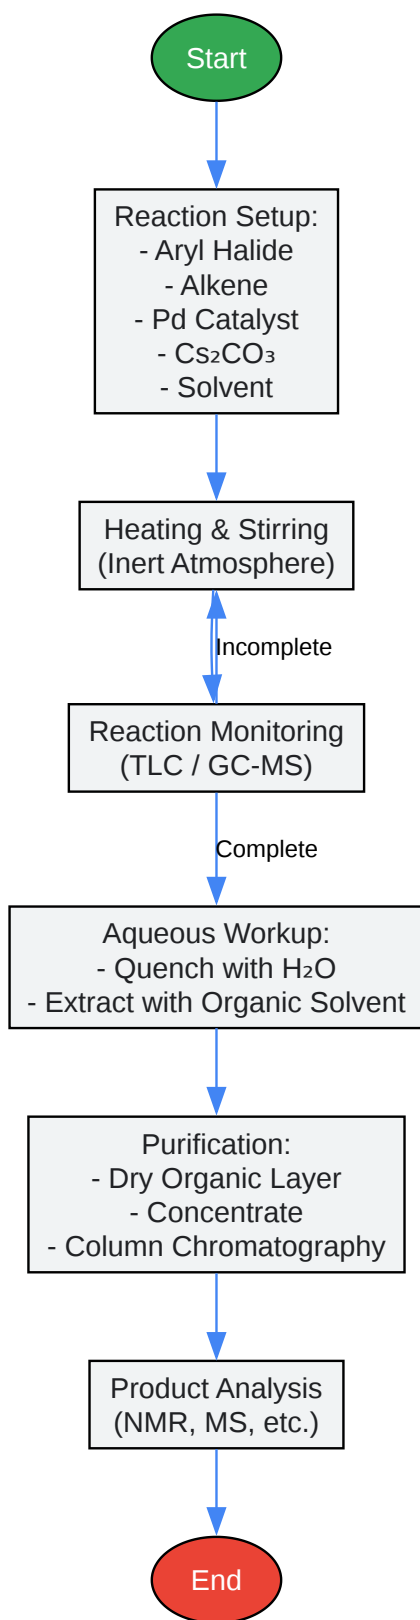 Start
Reaction Setup:
- Aryl Halide
- Alkene
- Pd Catalyst
- Cs₂CO₃
- Solvent
Heating & Stirring
(Inert Atmosphere)
Incomplete
Reaction Monitoring
(TLC / GC-MS)
Complete
Aqueous Workup:
- Quench with H₂O
- Extract with Organic Solvent
Purification:
- Dry Organic Layer
- Concentrate
- Column Chromatography
Product Analysis
(NMR, MS, etc.)
End